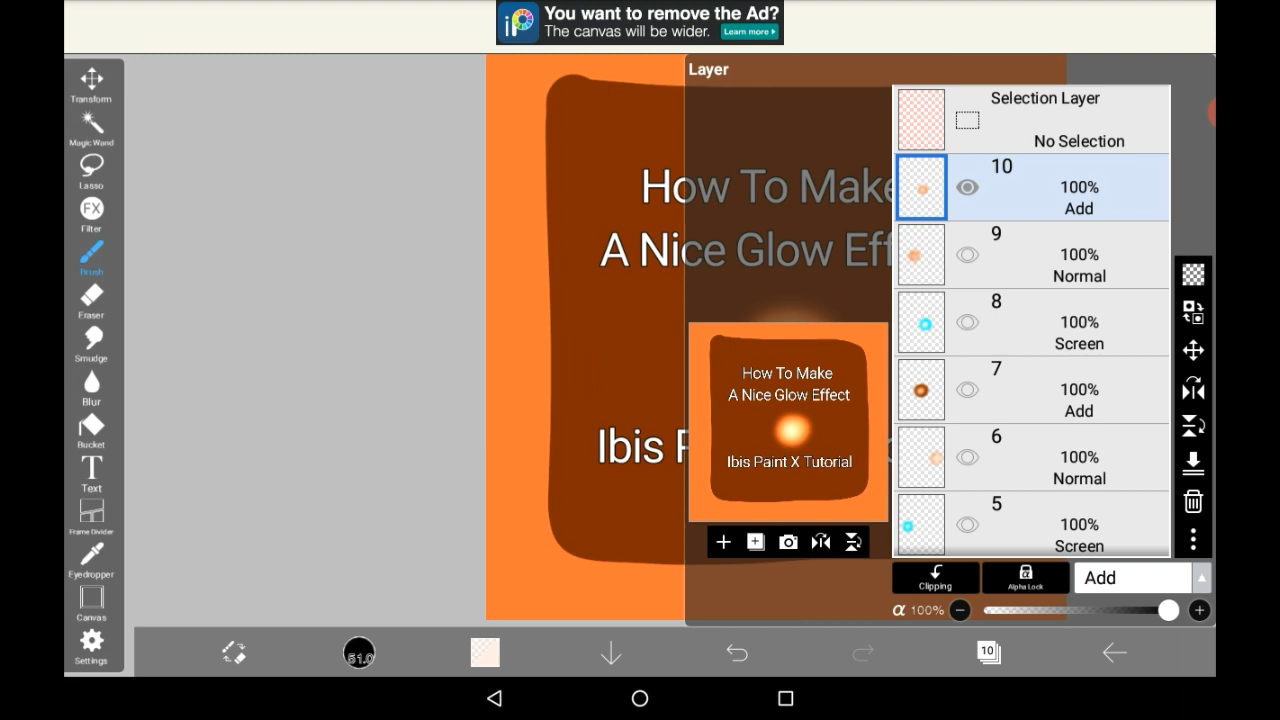 You want to remove the Ad?
The canvas will be wider. Learn more
iP
Layer
Transform
Magic Wand
Lasso
FX
Filter
Brush
Eraser
Smudge
Blur
Bucket
T
Text
Frame Divider
Eyedropper
Canvas
Settings
How To Make
A Nice Glow Eff
Ibis P
How To Make
A Nice Glow Effect
Ibis Paint X Tutorial
Selection Layer
No Selection
10
100%
Add
9
100%
Normal
8
100%
Screen
7
100%
Add
6
100%
Normal
5
100%
Screen
Clipping
Alpha Lock
Add
α 100%
51.0
10